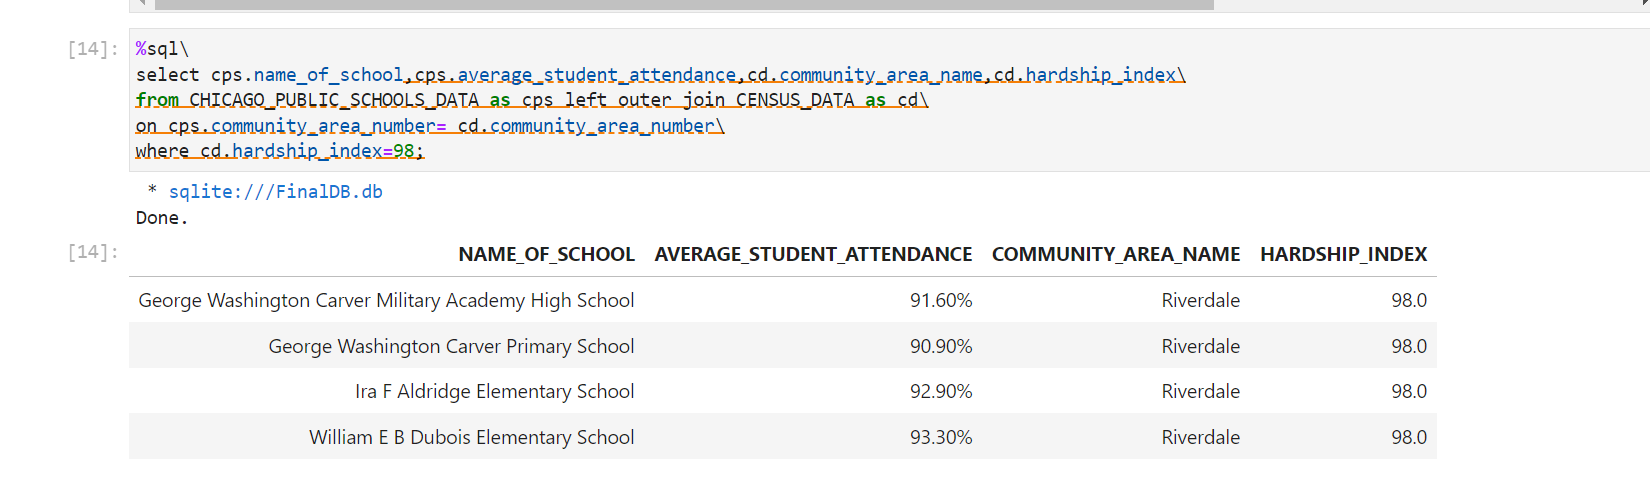 [14]: %sql\
select cps.name_of_school,cps.average_student_attendance,cd.community_area_name,cd.hardship_index\
from CHICAGO_PUBLIC_SCHOOLS_DATA as cps left outer join CENSUS_DATA as cd\
on cps.community_area_number= cd.community_area_number\
where cd.hardship_index=98;
* sqlite:///FinalDB.db
Done.
[14]: NAME_OF_SCHOOL AVERAGE_STUDENT_ATTENDANCE COMMUNITY_AREA_NAME HARDSHIP_INDEX
George Washington Carver Military Academy High School 91.60% Riverdale 98.0
George Washington Carver Primary School 90.90% Riverdale 98.0
Ira F Aldridge Elementary School 92.90% Riverdale 98.0
William E B Dubois Elementary School 93.30% Riverdale 98.0